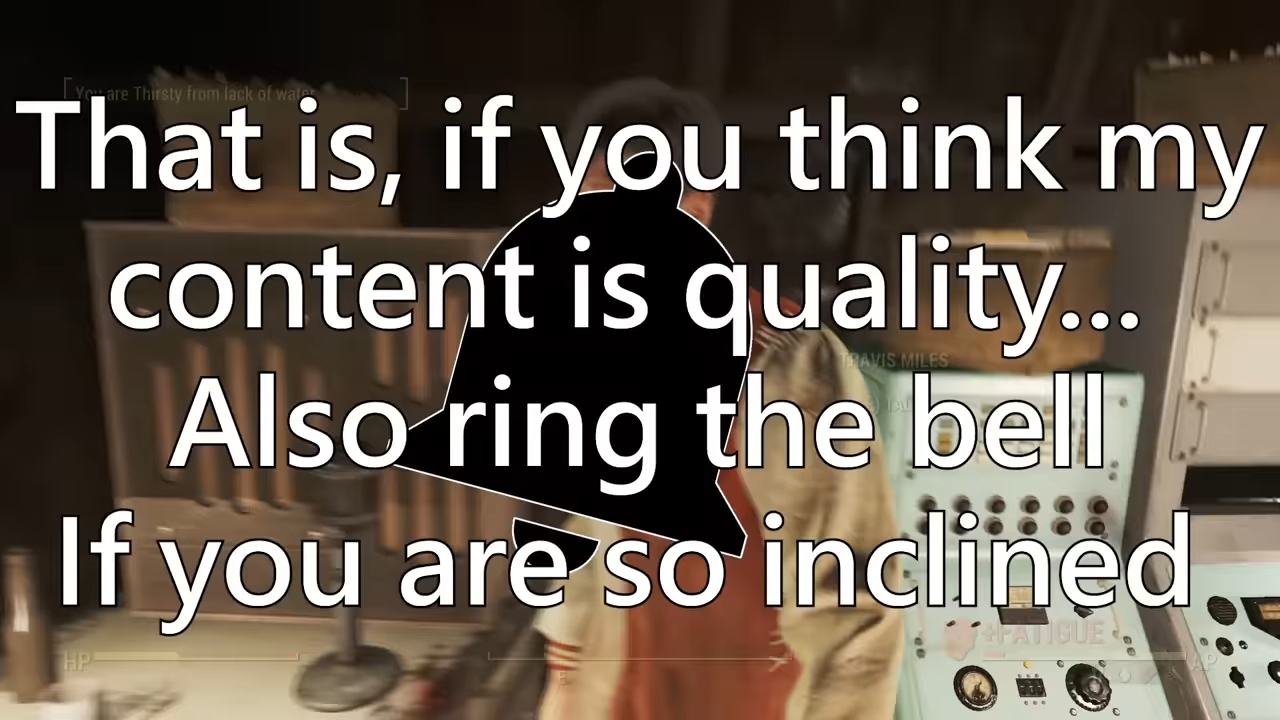 You are Thirsty from lack of water.
That is, if you think my
content is quality...
TRAVIS MILES
Also ring the bell
If you are so inclined
+FATIGUE
HP
E
AP